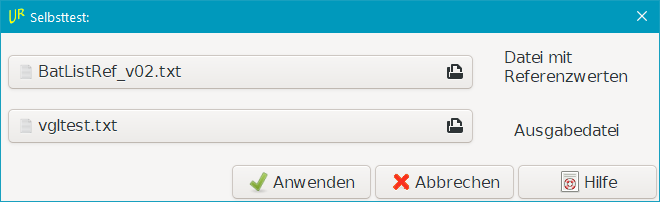 UR Selbsttest:
BatListRef_v02.txt
Datei mit
Referenzwerten
vgltest.txt
Ausgabedatei
Anwenden
Abbrechen
Hilfe